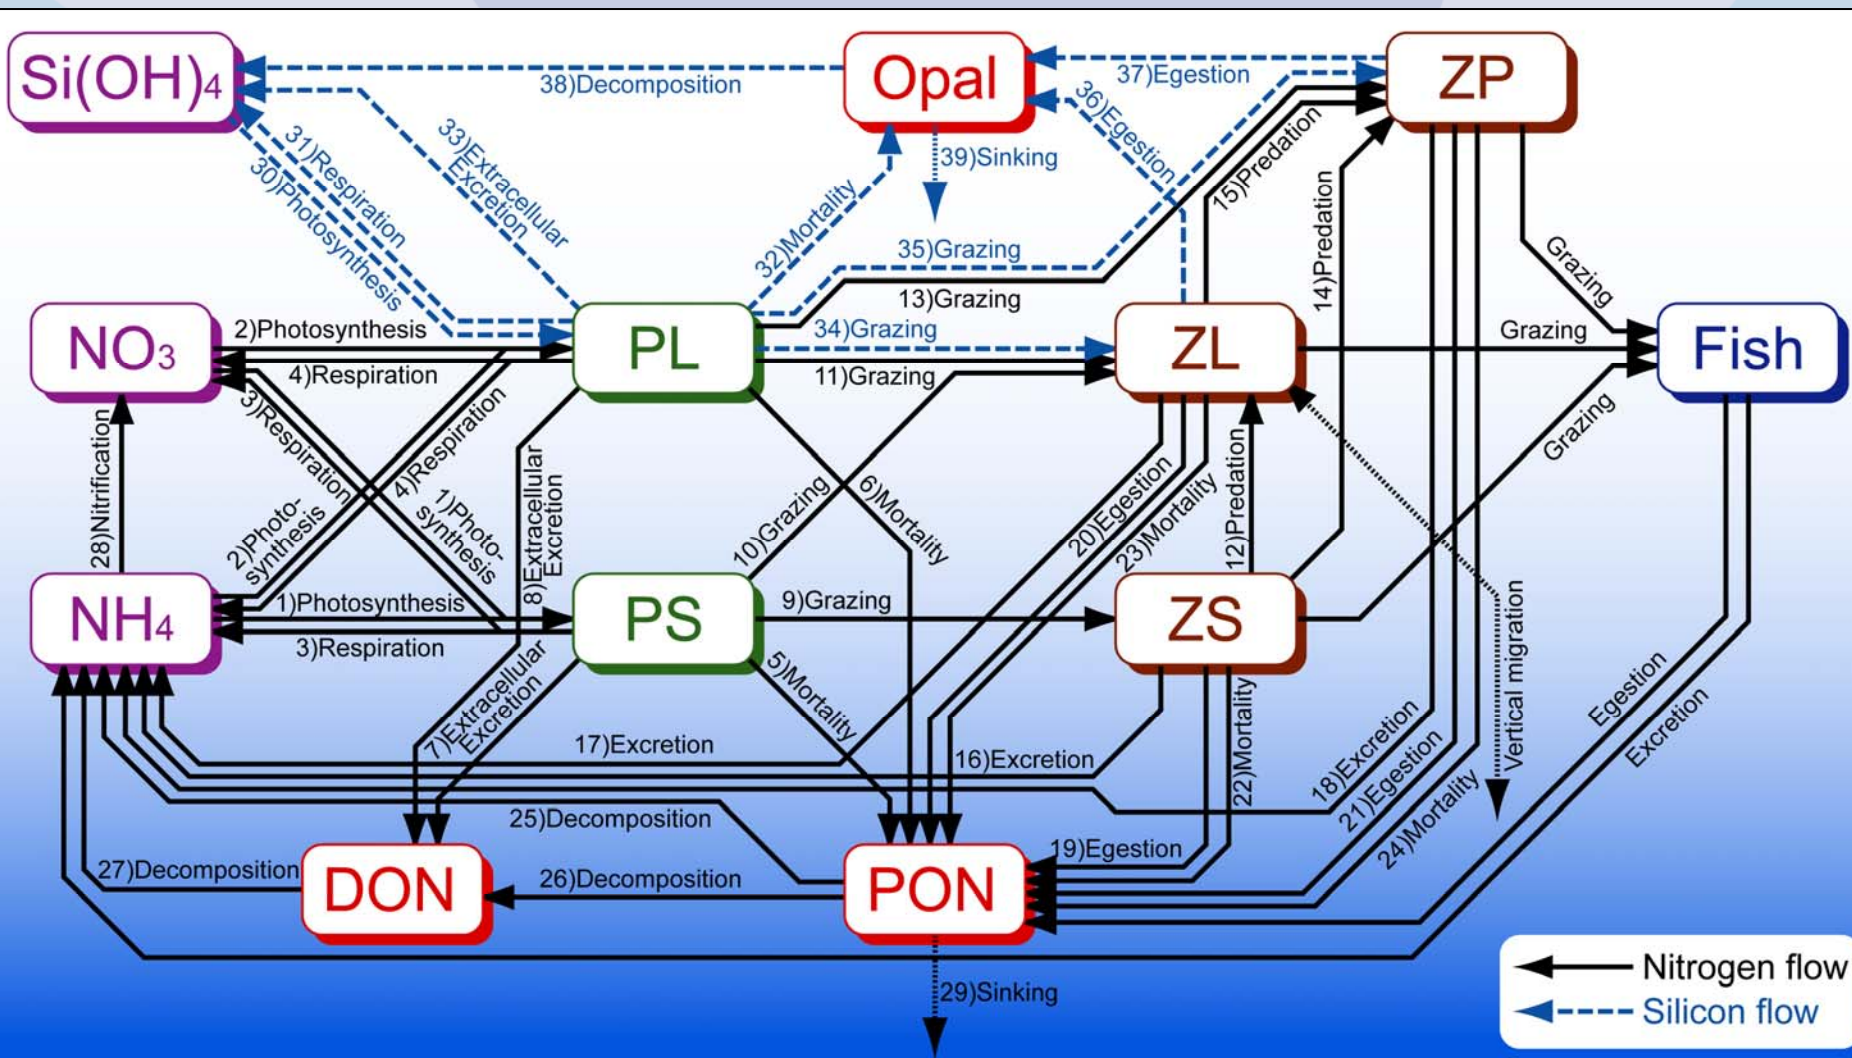 Si(OH)4
Opal
ZP
38)Decomposition
37)Egestion
36)Egestion
33)Extracellular
Excretion
31)Respiration
30)Photosynthesis
39)Sinking
32)Mortality
15)Predation
14)Predation
35)Grazing
13)Grazing
Grazing
NO3
2)Photosynthesis
4)Respiration
PL
34)Grazing
11)Grazing
ZL
Grazing
Fish
3)Respiration
4)Respiration
28)Nitrification
2)Photo-
synthesis
1)Photo-
synthesis
8)Extracellular
Excretion
10)Grazing
6)Mortality
20)Egestion
23)Mortality
12)Predation
Grazing
NH4
1)Photosynthesis
3)Respiration
PS
9)Grazing
ZS
Vertical migration
7)Extracellular
Excretion
5)Mortality
17)Excretion
16)Excretion
22)Mortality
18)Excretion
21)Egestion
24)Mortality
Egestion
Excretion
25)Decomposition
19)Egestion
27)Decomposition
DON
26)Decomposition
PON
29)Sinking
Nitrogen flow
Silicon flow